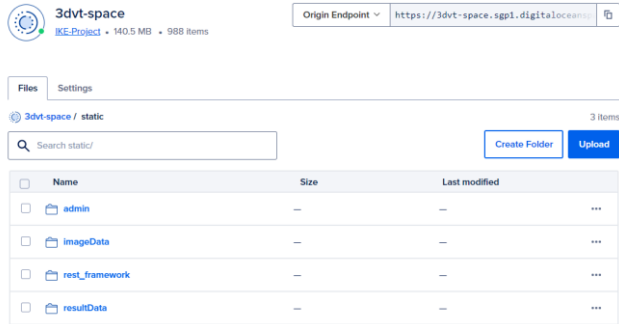 3dvt-space
IKE-Project • 140.5 MB • 988 items
Origin Endpoint
https://3dvt-space.sgp1.digitaloceansp
Files
Settings
3dvt-space / static
3 items
Search static/
Create Folder
Upload
Name Size Last modified
admin — —
imageData — —
rest_framework — —
resultData — —